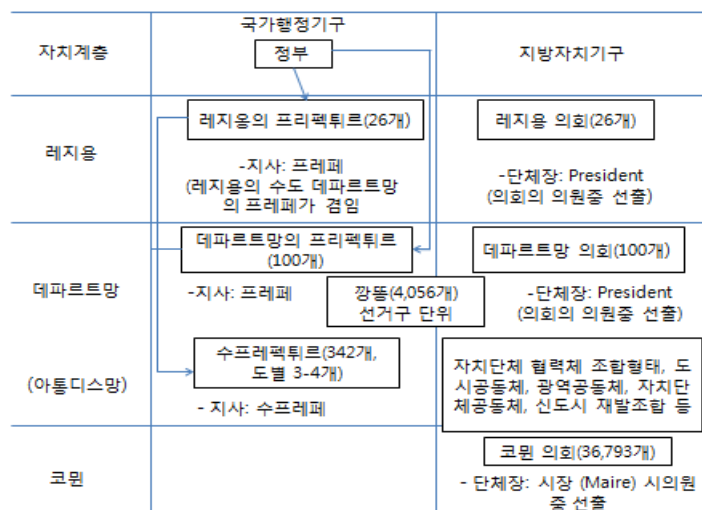 국가행정기구
자치계층
정부
지방자치기구
레지옹의 프리펙튀르(26개)
레지용 의회(26개)
레지용
-지사: 프레페
(레지용의 수도 데파르트망
의 프레페가 겸임
-단체장: President
(의회의 의원중 선출)
데파르트망의 프리펙튀르
(100개)
데파르트망 의회(100개)
데파르트망
-지사: 프레페
깡똥(4,056개)
선거구 단위
-단체장: President
(의회의 의원중 선출)
수프레펙튀르(342개,
도별 3-4개)
(아통디스망)
- 지사: 수프레페
자치단체 협력체 조합형태, 도
시공동체, 광역공동체, 자치단
체공동체, 신도시 재발조합 등
코뮌 의회(36,793개)
코뮌
- 단체장: 시장 (Maire) 시의원
중 선출